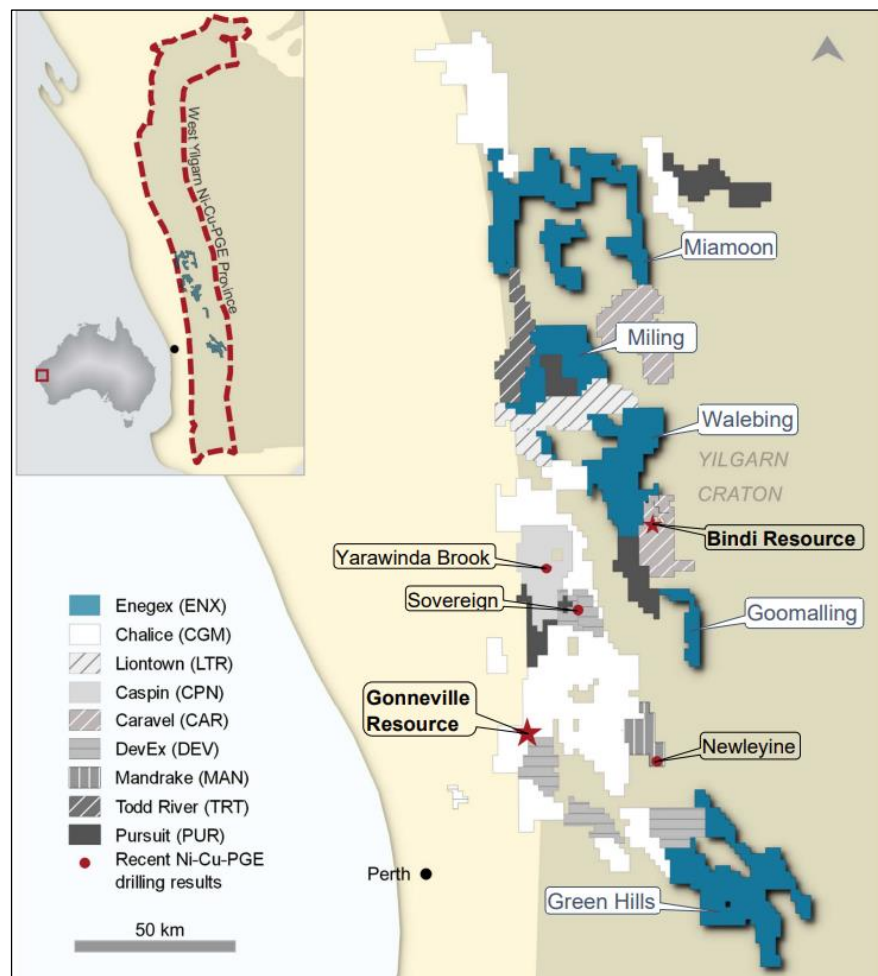 West Yilgarn Ni-Cu-PGE Province
Miamoon
Miling
Walebing
YILGARN
CRATON
Bindi Resource
Yarawinda Brook
Sovereign
Goomalling
Gonneville
Resource
Newleyine
Perth
Green Hills
Enegex (ENX)
Chalice (CGM)
Liontown (LTR)
Caspin (CPN)
Caravel (CAR)
DevEx (DEV)
Mandrake (MAN)
Todd River (TRT)
Pursuit (PUR)
Recent Ni-Cu-PGE
drilling results
50 km